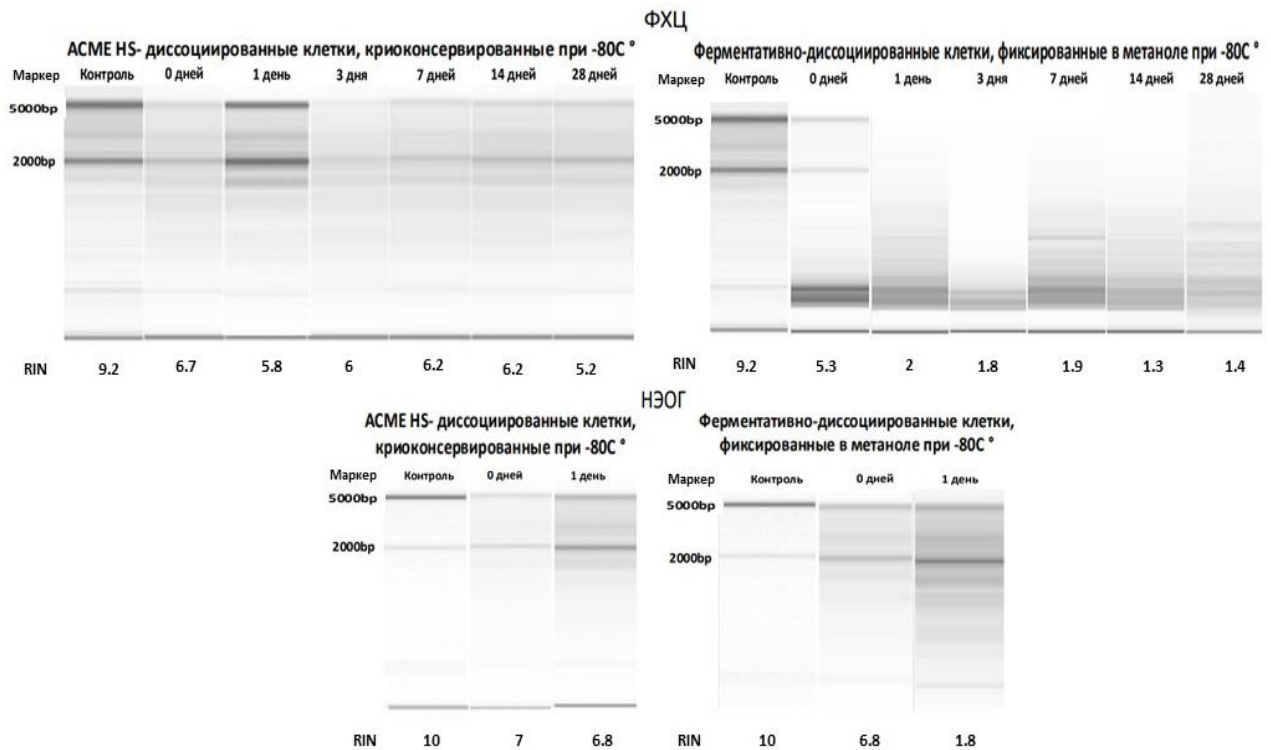 ФХЦ
ACME HS- диссоциированные клетки, криоконсервированные при -80С °
Маркер Контроль 0 дней 1 день 3 дня 7 дней 14 дней 28 дней
5000bp
2000bp
RIN 9.2 6.7 5.8 6 6.2 6.2 5.2
Ферментативно-диссоциированные клетки, фиксированные в метаноле при -80С °
Маркер Контроль 0 дней 1 день 3 дня 7 дней 14 дней 28 дней
5000bp
2000bp
RIN 9.2 5.3 2 1.8 1.9 1.3 1.4
НЭОГ
ACME HS- диссоциированные клетки,
криоконсервированные при -80С °
Маркер Контроль 0 дней 1 день
5000bp
2000bp
RIN 10 7 6.8
Ферментативно-диссоциированные клетки,
фиксированные в метаноле при -80С °
Маркер Контроль 0 дней 1 день
5000bp
2000bp
RIN 10 6.8 1.8